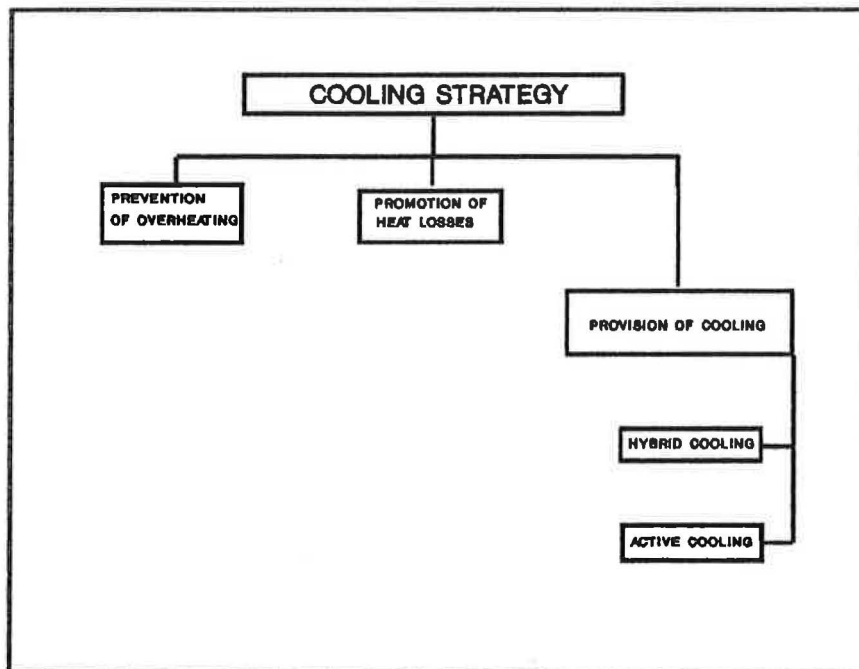 COOLING STRATEGY
PREVENTION
OF OVERHEATING
PROMOTION OF
HEAT LOSSES
PROVISION OF COOLING
HYBRID COOLING
ACTIVE COOLING